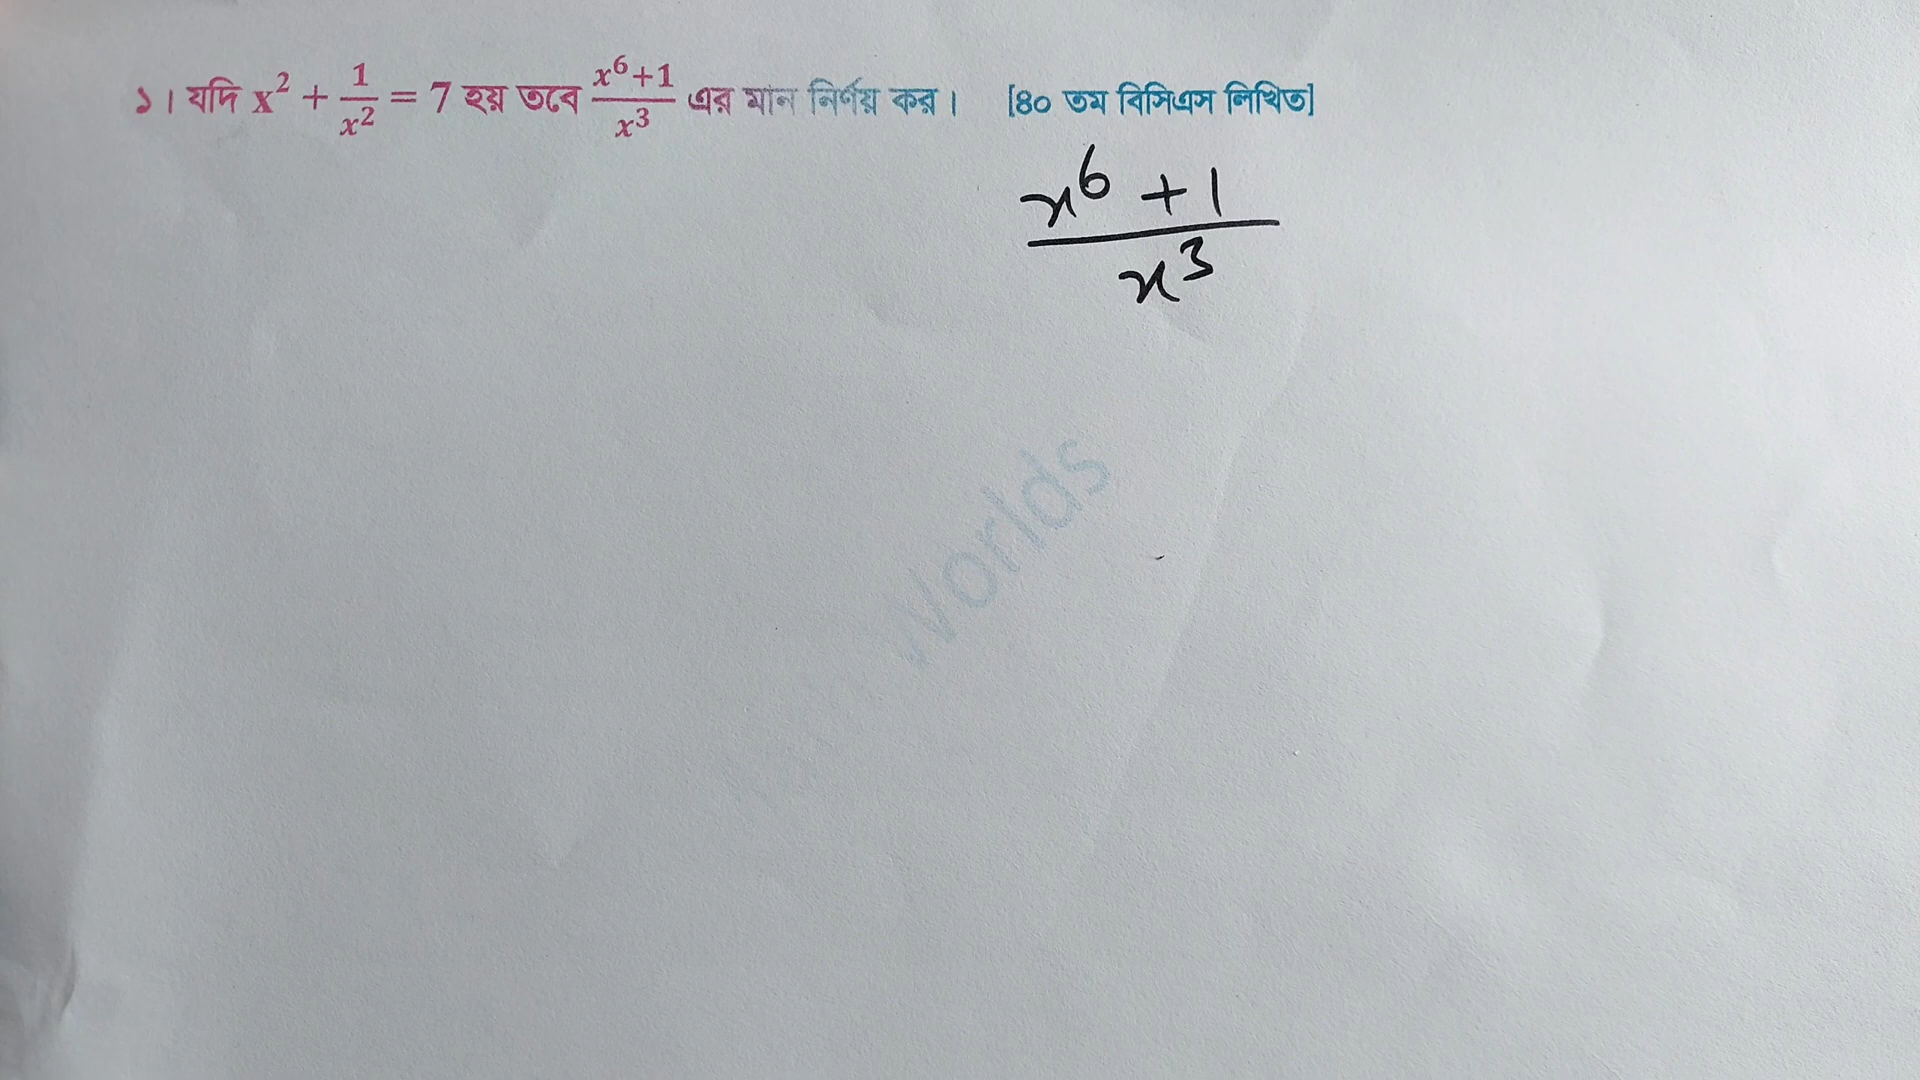 ১। যদি x² + 1/x² = 7 হয় তবে x⁶+1/x³ এর মান নির্ণয় কর। [৪০ তম বিসিএস লিখিত]
x⁶ + 1
x³
Worlds